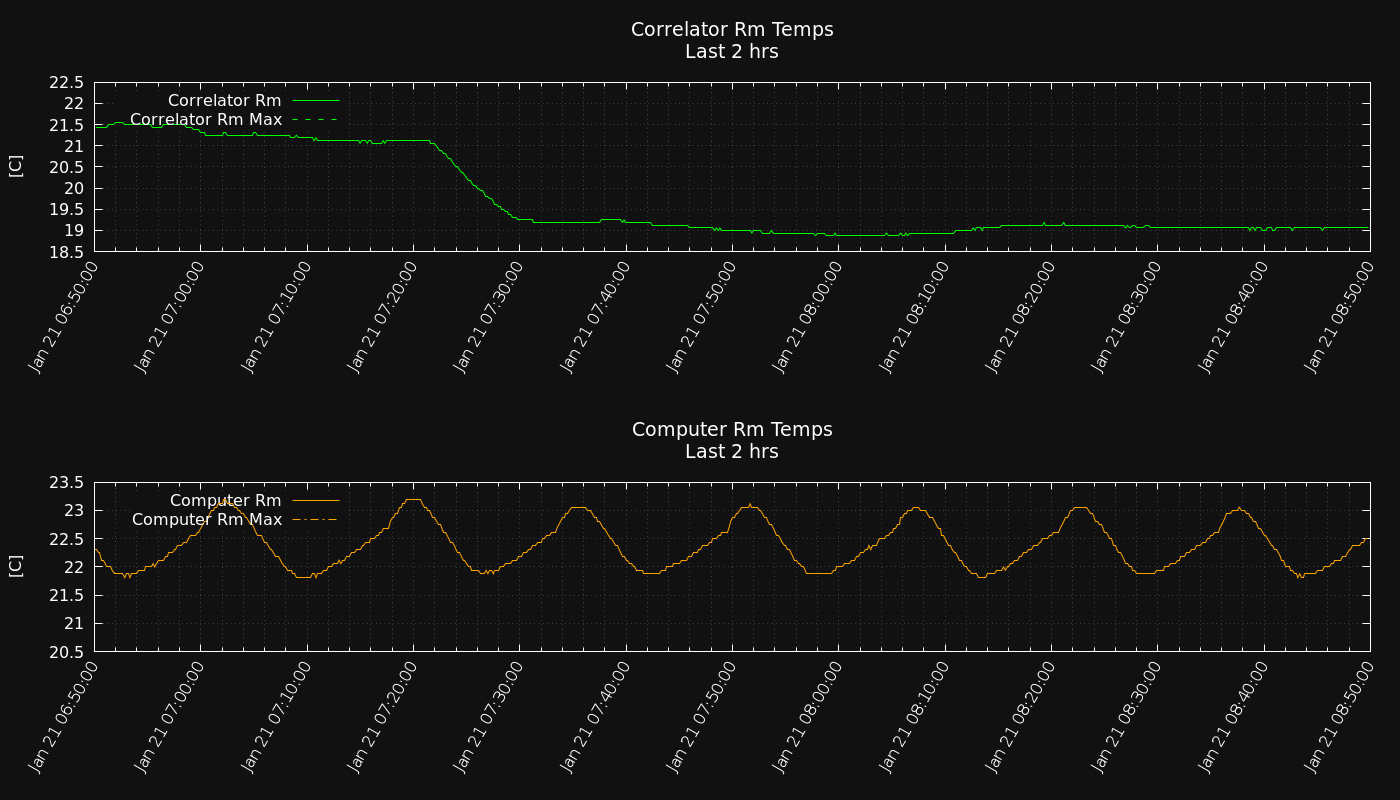 Correlator Rm Temps
Last 2 hrs
22.5
22
21.5
21
20.5
20
19.5
19
18.5
[C]
Correlator Rm
Correlator Rm Max
Jan 21 06:50:00
Jan 21 07:00:00
Jan 21 07:10:00
Jan 21 07:20:00
Jan 21 07:30:00
Jan 21 07:40:00
Jan 21 07:50:00
Jan 21 08:00:00
Jan 21 08:10:00
Jan 21 08:20:00
Jan 21 08:30:00
Jan 21 08:40:00
Jan 21 08:50:00
Computer Rm Temps
Last 2 hrs
23.5
23
22.5
22
21.5
21
20.5
[C]
Computer Rm
Computer Rm Max
Jan 21 06:50:00
Jan 21 07:00:00
Jan 21 07:10:00
Jan 21 07:20:00
Jan 21 07:30:00
Jan 21 07:40:00
Jan 21 07:50:00
Jan 21 08:00:00
Jan 21 08:10:00
Jan 21 08:20:00
Jan 21 08:30:00
Jan 21 08:40:00
Jan 21 08:50:00